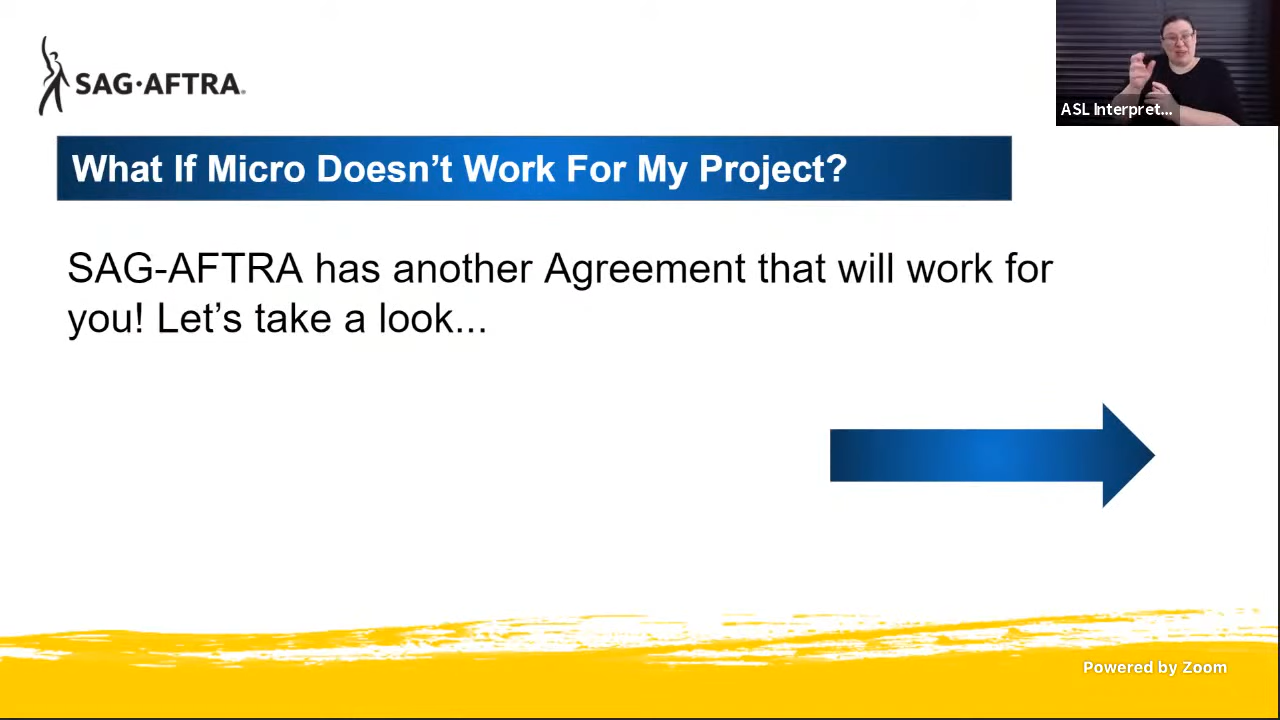 SAG·AFTRA
ASL Interpret...
What If Micro Doesn’t Work For My Project?
SAG-AFTRA has another Agreement that will work for
you! Let’s take a look...
Powered by Zoom